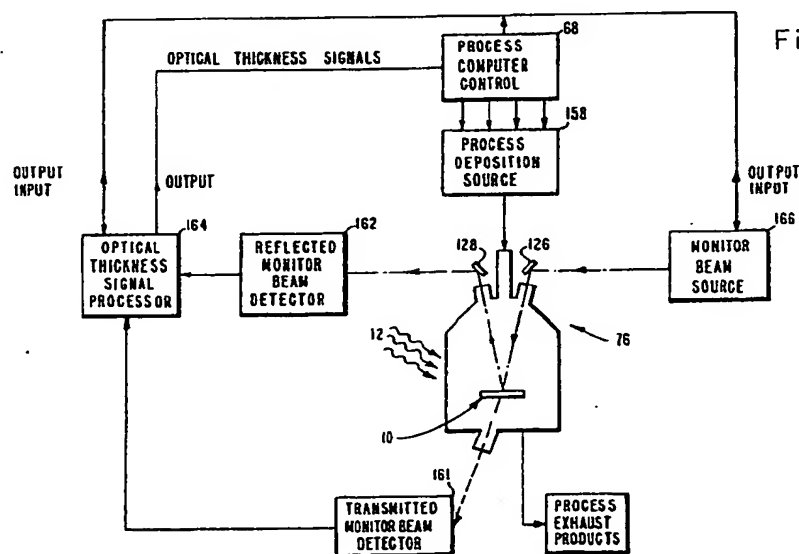 68
Fi
OPTICAL THICKNESS SIGNALS
PROCESS
COMPUTER
CONTROL
158
PROCESS
DEPOSITION
SOURCE
OUTPUT
INPUT
OUTPUT
OUTPUT
INPUT
164
OPTICAL
THICKNESS
SIGNAL
PROCESSOR
162
REFLECTED
MONITOR
BEAM
DETECTOR
128
126
166
MONITOR
BEAM
SOURCE
12
76
10
161
TRANSMITTED
MONITOR BEAM
DETECTOR
PROCESS
EXHAUST
PRODUCTS